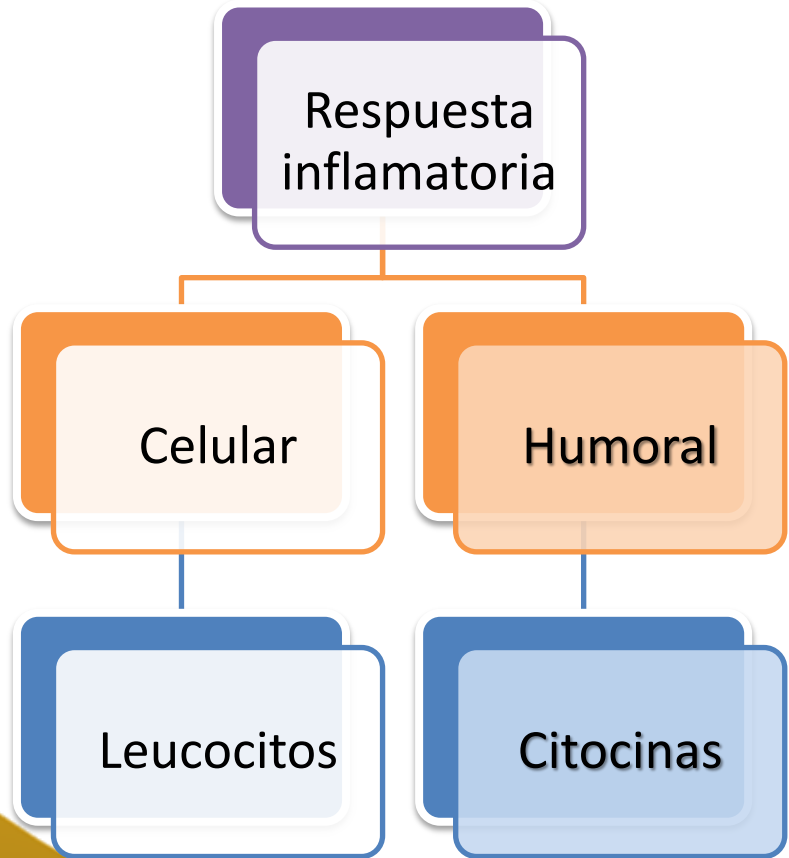 Respuesta
inflamatoria
Celular
Humoral
Leucocitos
Citocinas